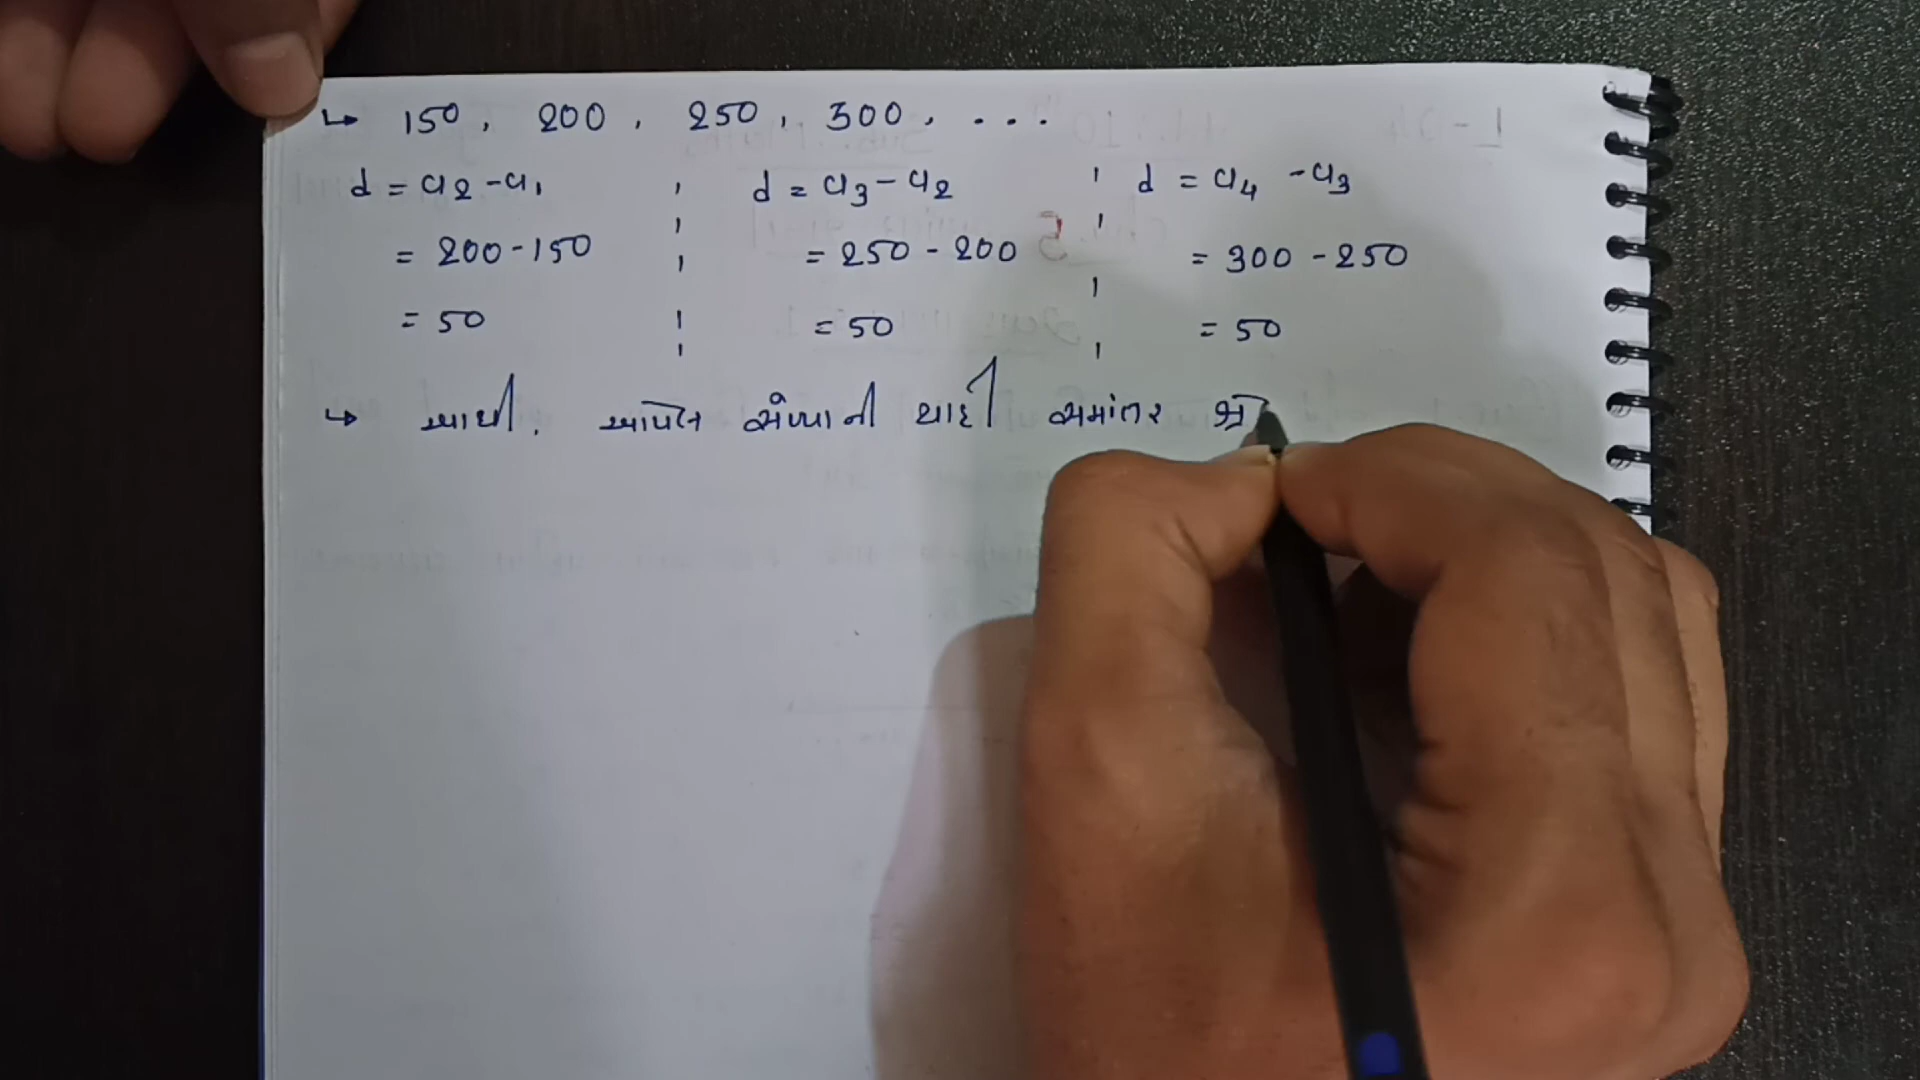 ↳ 150, 200, 250, 300, ...
d = a2 - a1 d = a3 - a2 d = a4 - a3
= 200 - 150 = 250 - 200 = 300 - 250
= 50 = 50 = 50
↳ આથી, આપેલ સંખ્યાની યાદી સમાંતર શ્રે